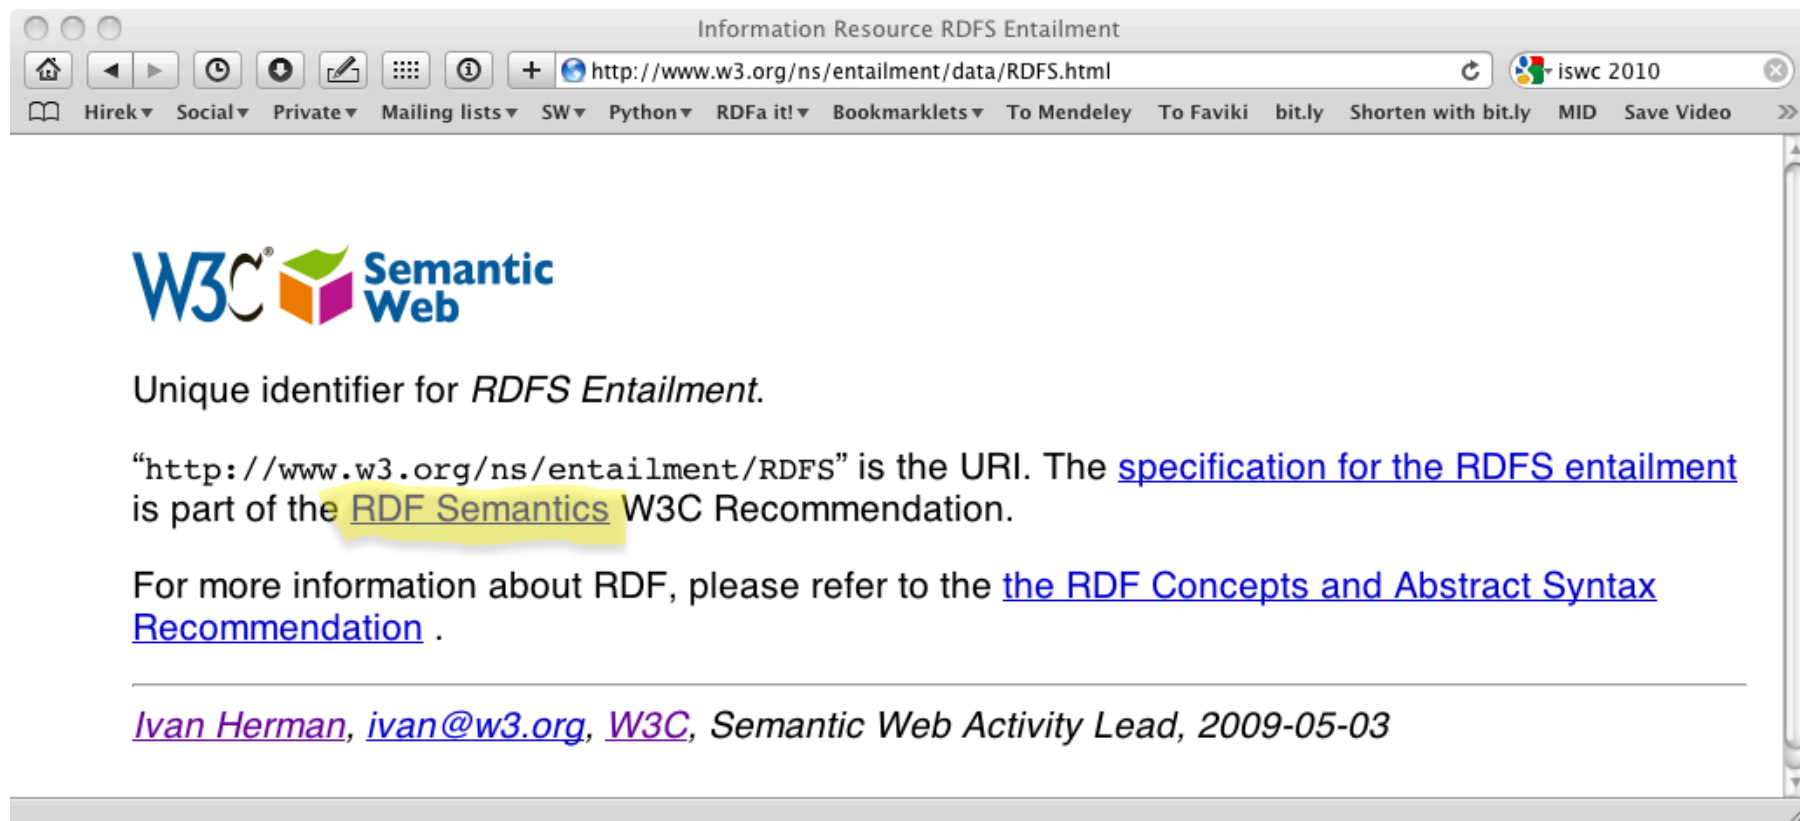 Information Resource RDFS Entailment
http://www.w3.org/ns/entailment/data/RDFS.html
iswc 2010
Hirek Social Private Mailing lists SW Python RDFa it! Bookmarklets To Mendeley To Faviki bit.ly Shorten with bit.ly MID Save Video
W3C® Semantic
Web
Unique identifier for RDFS Entailment.
“http://www.w3.org/ns/entailment/RDFS” is the URI. The specification for the RDFS entailment
is part of the RDF Semantics W3C Recommendation.
For more information about RDF, please refer to the the RDF Concepts and Abstract Syntax
Recommendation .
Ivan Herman, ivan@w3.org, W3C, Semantic Web Activity Lead, 2009-05-03